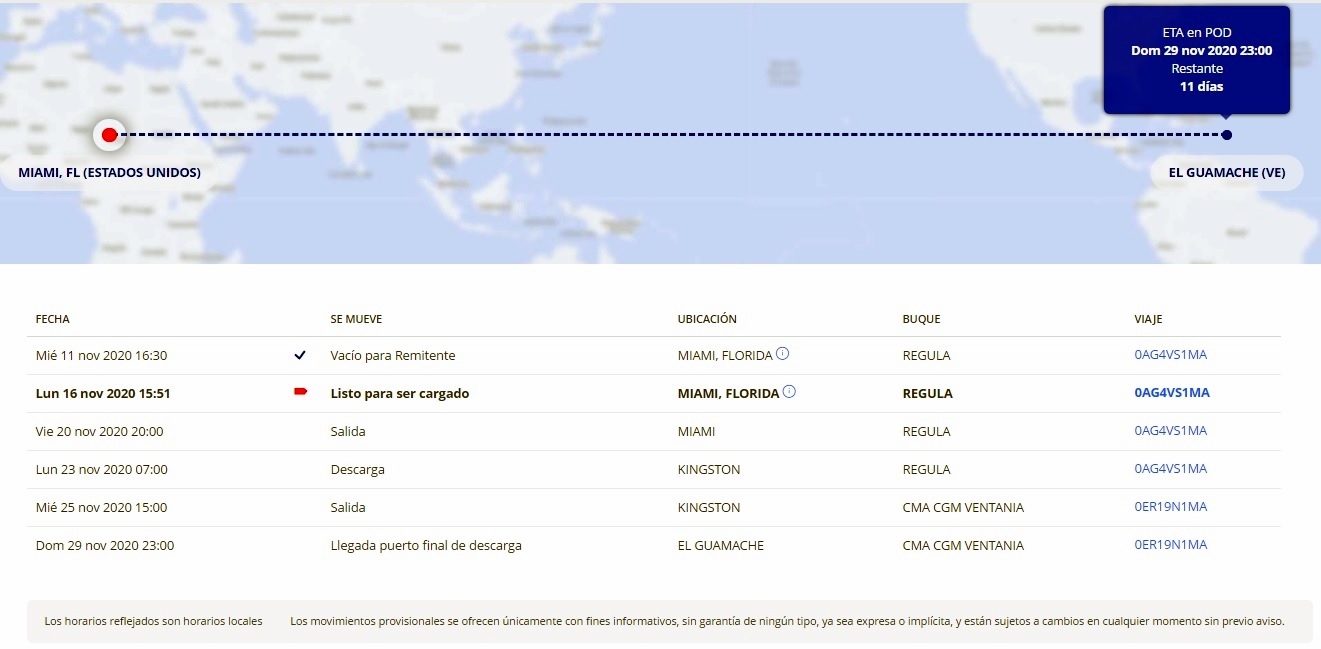 ETA en POD
Dom 29 nov 2020 23:00
Restante
11 días
MIAMI, FL (ESTADOS UNIDOS)
EL GUAMACHE (VE)
FECHA SE MUEVE UBICACIÓN BUQUE VIAJE
Mié 11 nov 2020 16:30 Vacío para Remitente MIAMI, FLORIDA REGULA 0AG4VS1MA
Lun 16 nov 2020 15:51 Listo para ser cargado MIAMI, FLORIDA REGULA 0AG4VS1MA
Vie 20 nov 2020 20:00 Salida MIAMI REGULA 0AG4VS1MA
Lun 23 nov 2020 07:00 Descarga KINGSTON REGULA 0AG4VS1MA
Mié 25 nov 2020 15:00 Salida KINGSTON CMA CGM VENTANIA 0ER19N1MA
Dom 29 nov 2020 23:00 Llegada puerto final de descarga EL GUAMACHE CMA CGM VENTANIA 0ER19N1MA
Los horarios reflejados son horarios locales Los movimientos provisionales se ofrecen únicamente con fines informativos, sin garantía de ningún tipo, ya sea expresa o implícita, y están sujetos a cambios en cualquier momento sin previo aviso.